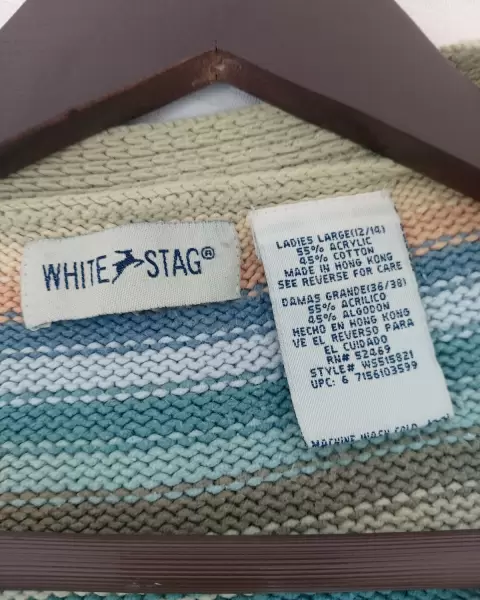 WHITE STAG®
LADIES LARGE(12/14)
55% ACRYLIC
45% COTTON
MADE IN HONG KONG
SEE REVERSE FOR CARE
DAMAS GRANDE(36/38)
55% ACRILICO
45% ALGODON
HECHO EN HONG KONG
VE EL REVERSO PARA
EL CUIDADO
RN# 52469
STYLE# WS515821
UPC: 6 7156103599
MACHINE WASH COLD